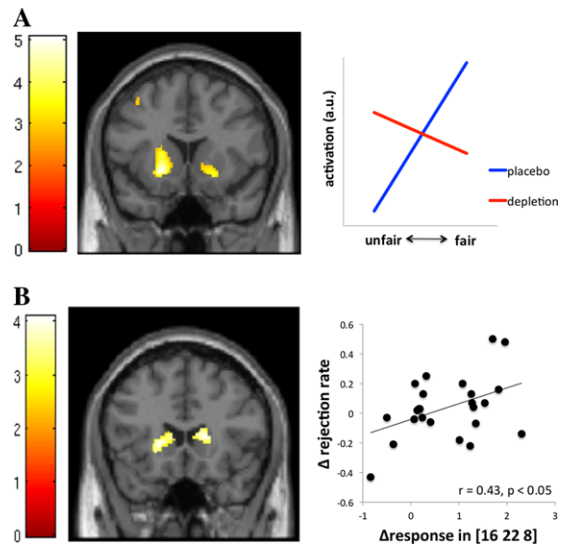 A
5
4
3
2
1
0
activation (a.u.)
placebo
depletion
unfair ⟷ fair
B
4
3
2
1
0
Δ rejection rate
0.6
0.4
0.2
0
-0.2
-0.4
-0.6
r = 0.43, p < 0.05
-1 0 1 2 3
Δresponse in [16 22 8]